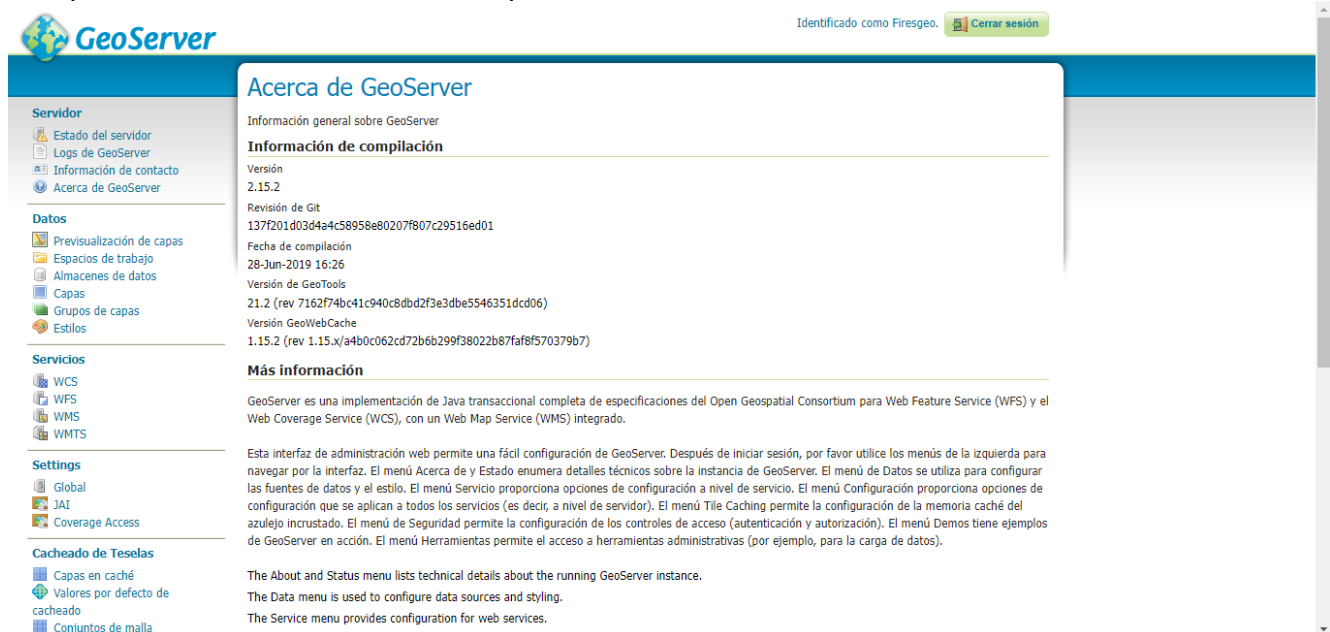 GeoServer
Identificado como Firesgeo.
Cerrar sesión
Servidor
Estado del servidor
Logs de GeoServer
Información de contacto
Acerca de GeoServer
Datos
Previsualización de capas
Espacios de trabajo
Almacenes de datos
Capas
Grupos de capas
Estilos
Servicios
WCS
WFS
WMS
WMTS
Settings
Global
JAI
Coverage Access
Cacheado de Teselas
Capas en caché
Valores por defecto de
cacheado
Conjuntos de malla
Acerca de GeoServer
Información general sobre GeoServer
Información de compilación
Versión
2.15.2
Revisión de Git
137f201d03d4a4c58958e80207f807c29516ed01
Fecha de compilación
28-Jun-2019 16:26
Versión de GeoTools
21.2 (rev 7162f74bc41c940c8dbd2f3e3dbe5546351dcd06)
Versión GeoWebCache
1.15.2 (rev 1.15.x/a4b0c062cd72b6b299f38022b87faf8f570379b7)
Más información
GeoServer es una implementación de Java transaccional completa de especificaciones del Open Geospatial Consortium para Web Feature Service (WFS) y el
Web Coverage Service (WCS), con un Web Map Service (WMS) integrado.
Esta interfaz de administración web permite una fácil configuración de GeoServer. Después de iniciar sesión, por favor utilice los menús de la izquierda para
navegar por la interfaz. El menú Acerca de y Estado enumera detalles técnicos sobre la instancia de GeoServer. El menú de Datos se utiliza para configurar
las fuentes de datos y el estilo. El menú Servicio proporciona opciones de configuración a nivel de servicio. El menú Configuración proporciona opciones de
configuración que se aplican a todos los servicios (es decir, a nivel de servidor). El menú Tile Caching permite la configuración de la memoria caché del
azulejo incrustado. El menú de Seguridad permite la configuración de los controles de acceso (autenticación y autorización). El menú Demos tiene ejemplos
de GeoServer en acción. El menú Herramientas permite el acceso a herramientas administrativas (por ejemplo, para la carga de datos).
The About and Status menu lists technical details about the running GeoServer instance.
The Data menu is used to configure data sources and styling.
The Service menu provides configuration for web services.